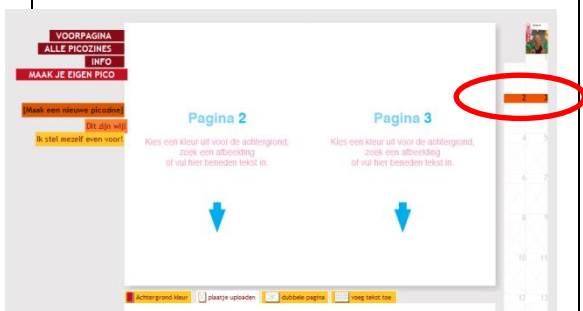 VOORPAGINA
ALLE PICOZINES
INFO
MAAK JE EIGEN PICO
[Maak een nieuwe picozine]
Dit zijn wij!
Ik stel mezelf even voor!
Pagina 2
Kies een kleur uit voor de achtergrond,
zoek een afbeelding
of vul hier beneden tekst in.
Pagina 3
Kies een kleur uit voor de achtergrond,
zoek een afbeelding
of vul hier beneden tekst in.
2 3
4 5
6 7
8 9
10 11
12 13
Achtergrond kleur
plaatje uploaden
dubbele pagina
voeg tekst toe